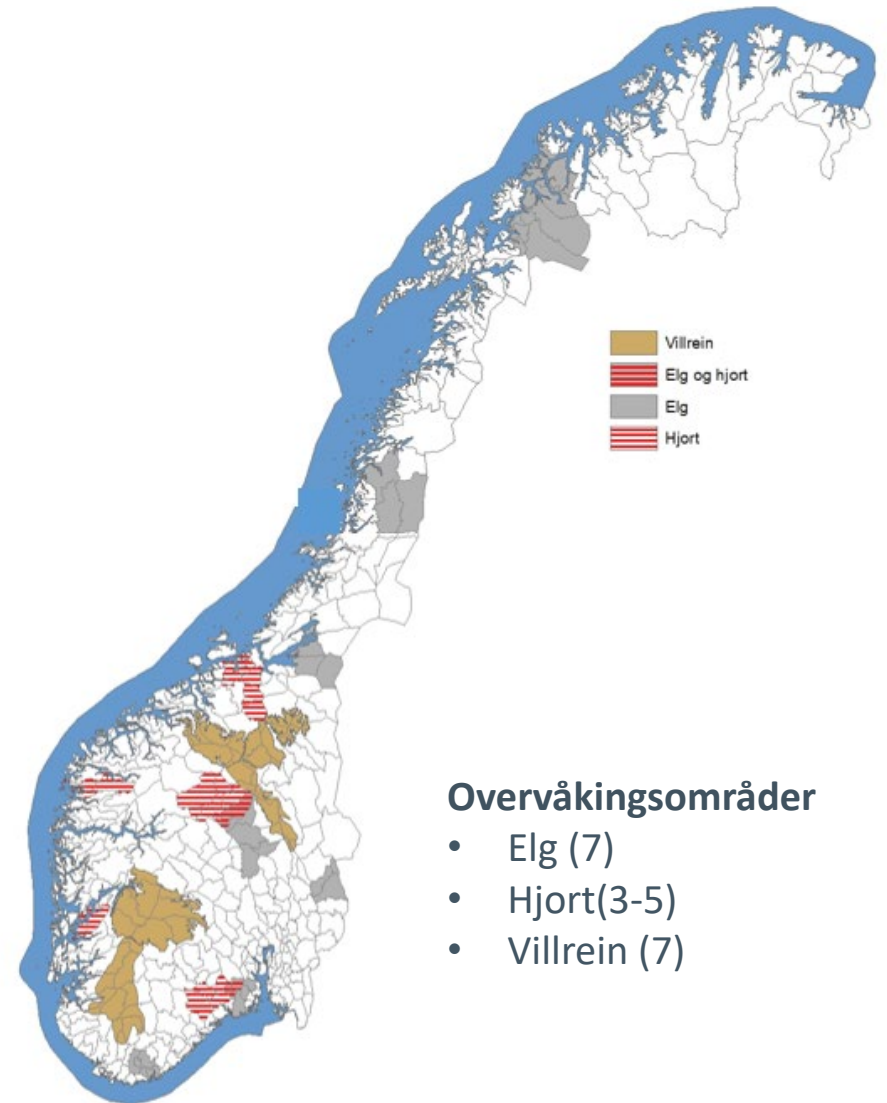 Villrein
Elg og hjort
Elg
Hjort
Overvåkingsområder
• Elg (7)
• Hjort(3-5)
• Villrein (7)